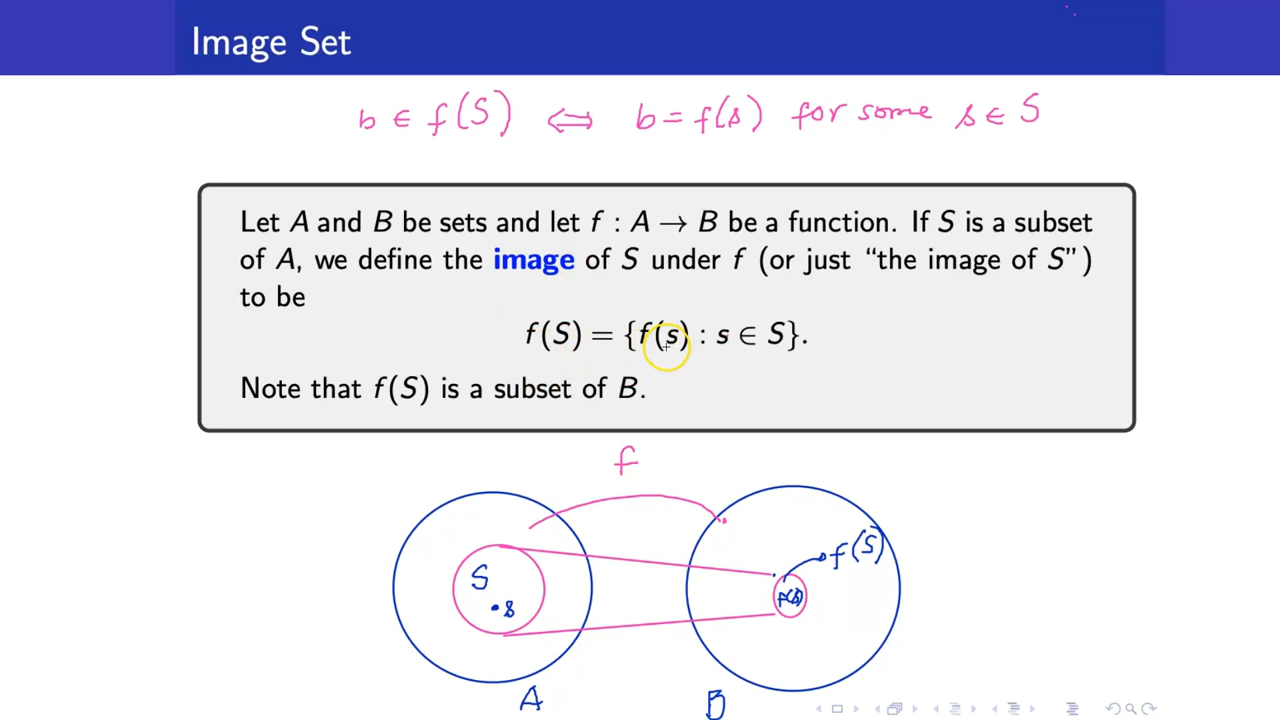 Image Set
b ∈ f(S) ⟺ b = f(s) for some s ∈ S
Let A and B be sets and let f : A → B be a function. If S is a subset
of A, we define the image of S under f (or just “the image of S”)
to be
f(S) = {f(s) : s ∈ S}.
Note that f(S) is a subset of B.
f
f(S)
S
f(s)
s
A
B